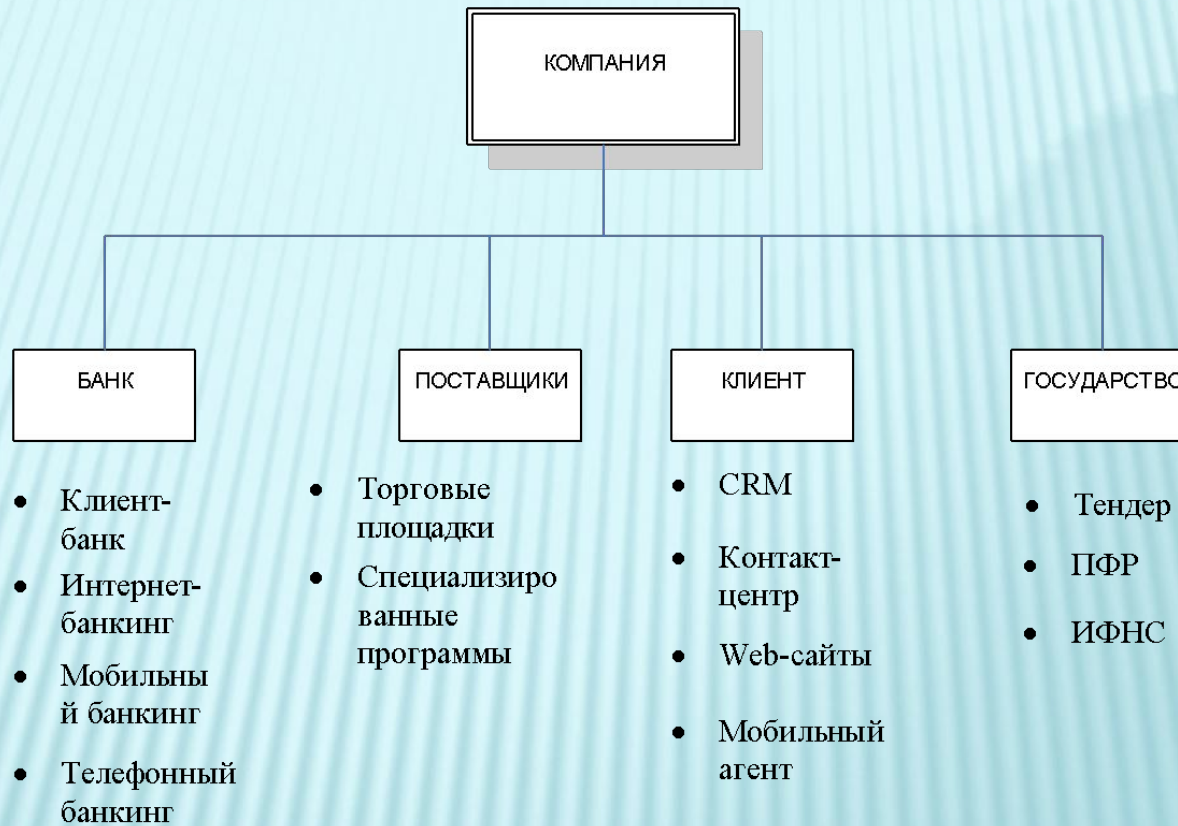 КОМПАНИЯ
БАНК
ПОСТАВЩИКИ
КЛИЕНТ
ГОСУДАРСТВО
• Клиент-
банк
• Интернет-
банкинг
• Мобильны
й банкинг
• Телефонный
банкинг
• Торговые
площадки
• Специализиро
ванные
программы
• CRM
• Контакт-
центр
• Web-сайты
• Мобильный
агент
• Тендер
• ПФР
• ИФНС